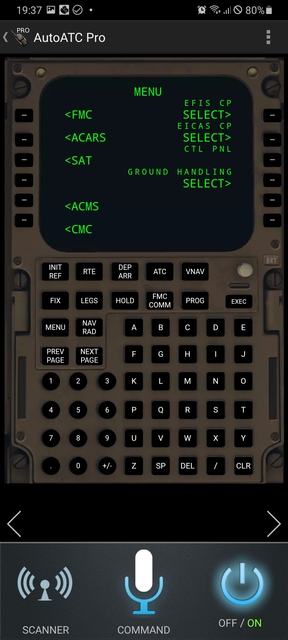 19:37 80%
PRO
AutoATC Pro
MENU
EFIS CP
<FMC SELECT>
EICAS CP
<ACARS SELECT>
CTL PNL
<SAT
GROUND HANDLING
SELECT>
<ACMS
<CMC
BRT
INIT REF RTE DEP ARR ATC VNAV
FIX LEGS HOLD FMC COMM PROG EXEC
MENU NAV RAD A B C D E
PREV PAGE NEXT PAGE F G H I J
1 2 3 K L M N O
4 5 6 P Q R S T
7 8 9 U V W X Y
. 0 +/- Z SP DEL / CLR
SCANNER COMMAND OFF / ON